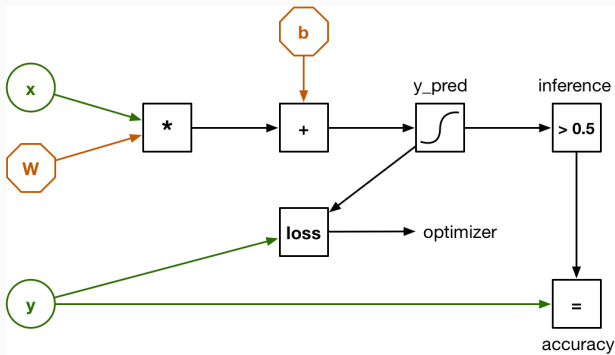 b
x
y_pred
inference
*
+
> 0.5
W
loss
optimizer
y
=
accuracy